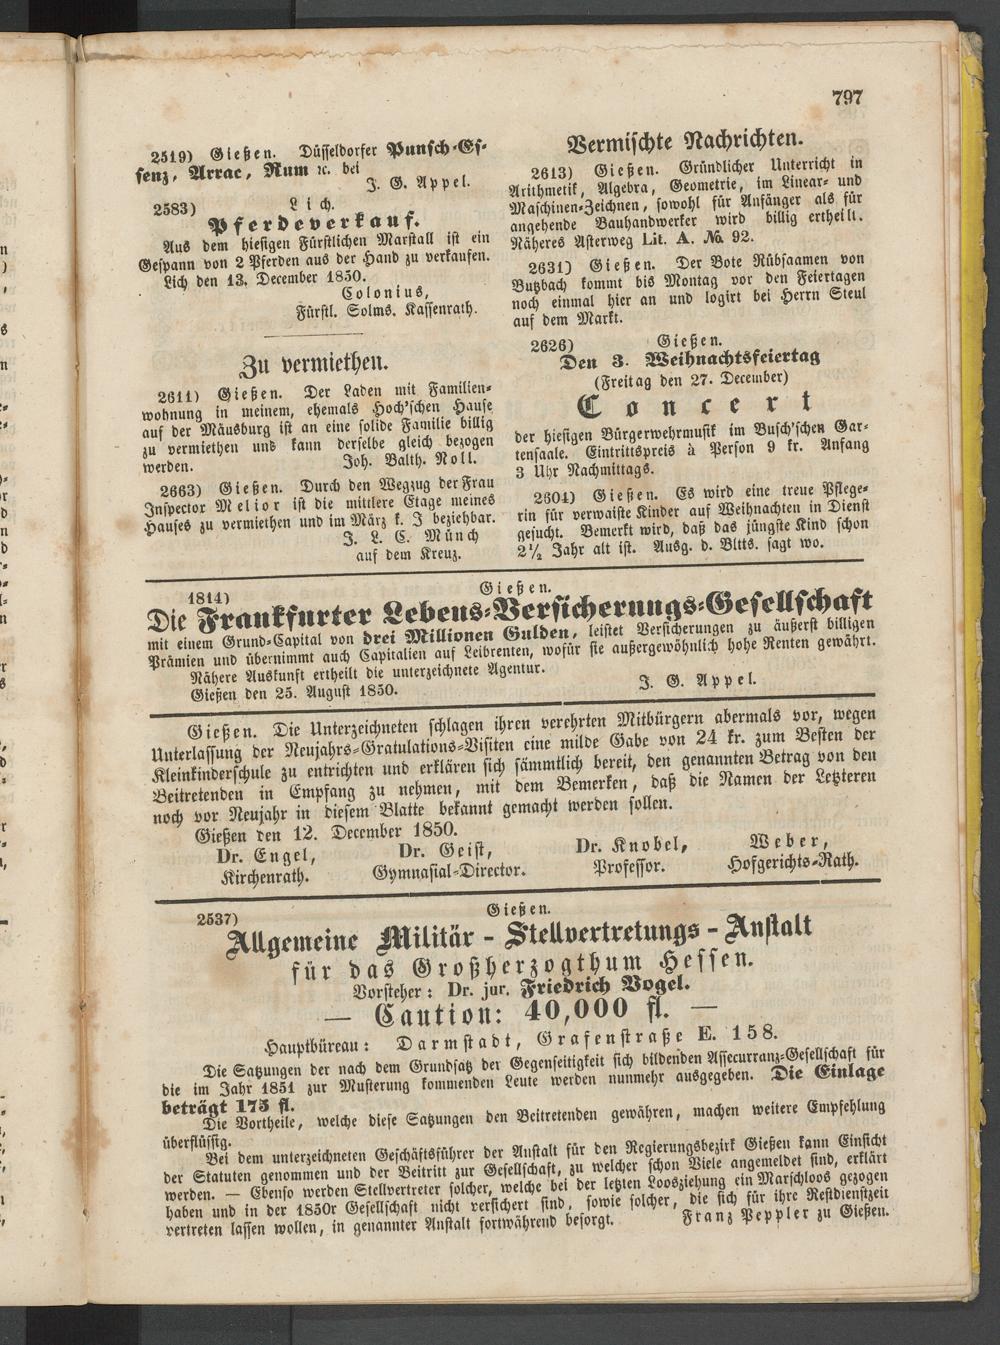 797
2519) Gießen. Düsseldorfer Punsch-Es-
senz, Arrac, Rum ꝛc. bei
J. G. Appel.
2583) Lich.
Pferdeverkauf.
Aus dem hiesigen Fürstlichen Marstall ist ein
Gespann von 2 Pferden aus der Hand zu verkaufen.
Lich den 13. December 1850.
Colonius,
Fürstl. Solms. Kassenrath.
Zu vermiethen.
2611) Gießen. Der Laden mit Familien-
wohnung in meinem, ehemals Hoch'schen Hause
auf der Mäusburg ist an eine solide Familie billig
zu vermiethen und kann derselbe gleich bezogen
werden. Joh. Balth. Noll.
2663) Gießen. Durch den Wegzug der Frau
Inspector Melior ist die mittlere Etage meines
Hauses zu vermiethen und im März k. J beziehbar.
J. L. C. Münch
auf dem Kreuz.
Vermischte Nachrichten.
2613) Gießen. Gründlicher Unterricht in
Arithmetik, Algebra, Geometrie, im Linear- und
Maschinen-Zeichnen, sowohl für Anfänger als für
angehende Bauhandwerker wird billig ertheilt.
Näheres Asterweg Lit. A. № 92.
2631) Gießen. Der Bote Rübsaamen von
Butzbach kommt bis Montag vor den Feiertagen
noch einmal hier an und logirt bei Herrn Steul
auf dem Markt.
2626) Gießen.
Den 3. Weihnachtsfeiertag
(Freitag den 27. December)
Concert
der hiesigen Bürgerwehrmusik im Busch'schen Gar-
tensaale. Eintrittspreis à Person 9 kr. Anfang
3 Uhr Nachmittags.
2604) Gießen. Es wird eine treue Pflege-
rin für verwaiste Kinder auf Weihnachten in Dienst
gesucht. Bemerkt wird, daß das jüngste Kind schon
2½ Jahr alt ist. Ausg. d. Bltts. sagt wo.
1814) Gießen.
Die Frankfurter Lebens-Versicherungs-Gesellschaft
mit einem Grund-Capital von drei Millionen Gulden, leistet Versicherungen zu äußerst billigen
Prämien und übernimmt auch Capitalien auf Leibrenten, wofür sie außergewöhnlich hohe Renten gewährt.
Nähere Auskunft ertheilt die unterzeichnete Agentur.
Gießen den 25. August 1850. J. G. Appel.
Gießen. Die Unterzeichneten schlagen ihren verehrten Mitbürgern abermals vor, wegen
Unterlassung der Neujahrs-Gratulations-Visiten eine milde Gabe von 24 kr. zum Besten der
Kleinkinderschule zu entrichten und erklären sich sämmtlich bereit, den genannten Betrag von den
Beitretenden in Empfang zu nehmen, mit dem Bemerken, daß die Namen der Letzteren
noch vor Neujahr in diesem Blatte bekannt gemacht werden sollen.
Gießen den 12. December 1850.
Dr. Engel, Dr. Geist, Dr. Knobel, Weber,
Kirchenrath. Gymnasial-Director. Professor. Hofgerichts-Rath.
2537) Gießen.
Allgemeine Militär-Stellvertretungs-Anstalt
für das Großherzogthum Hessen.
Vorsteher: Dr. jur. Friedrich Vogel.
— Caution: 40,000 fl. —
Hauptbüreau: Darmstadt, Grafenstraße E. 158.
Die Satzungen der nach dem Grundsatz der Gegenseitigkeit sich bildenden Assecurranz-Gesellschaft für
die im Jahr 1851 zur Musterung kommenden Leute werden nunmehr ausgegeben. Die Einlage
beträgt 175 fl.
Die Vortheile, welche diese Satzungen den Beitretenden gewähren, machen weitere Empfehlung
überflüssig.
Bei dem unterzeichneten Geschäftsführer der Anstalt für den Regierungsbezirk Gießen kann Einsicht
der Statuten genommen und der Beitritt zur Gesellschaft, zu welcher schon Viele angemeldet sind, erklärt
werden. — Ebenso werden Stellvertreter solcher, welche bei der letzten Loosziehung ein Marschloos gezogen
haben und in der 1850r Gesellschaft nicht versichert sind, sowie solcher, die sich für ihre Restdienstzeit
vertreten lassen wollen, in genannter Anstalt fortwährend besorgt. Franz Peppler zu Gießen.